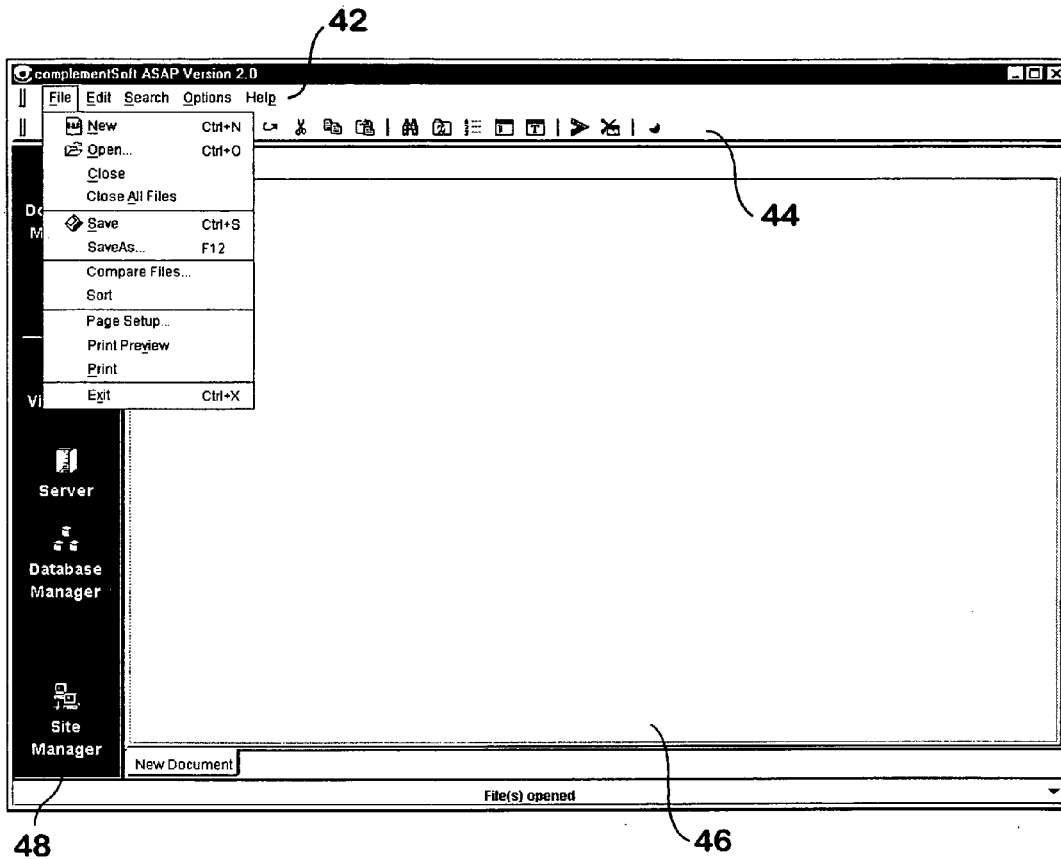 42
complementSoft ASAP Version 2.0
File Edit Search Options Help
New Ctrl+N
Open... Ctrl+O
Close
Close All Files
Save Ctrl+S
SaveAs... F12
Compare Files...
Sort
Page Setup...
Print Preview
Print
Exit Ctrl+X
44
Server
Database
Manager
Site
Manager
New Document
File(s) opened
48
46